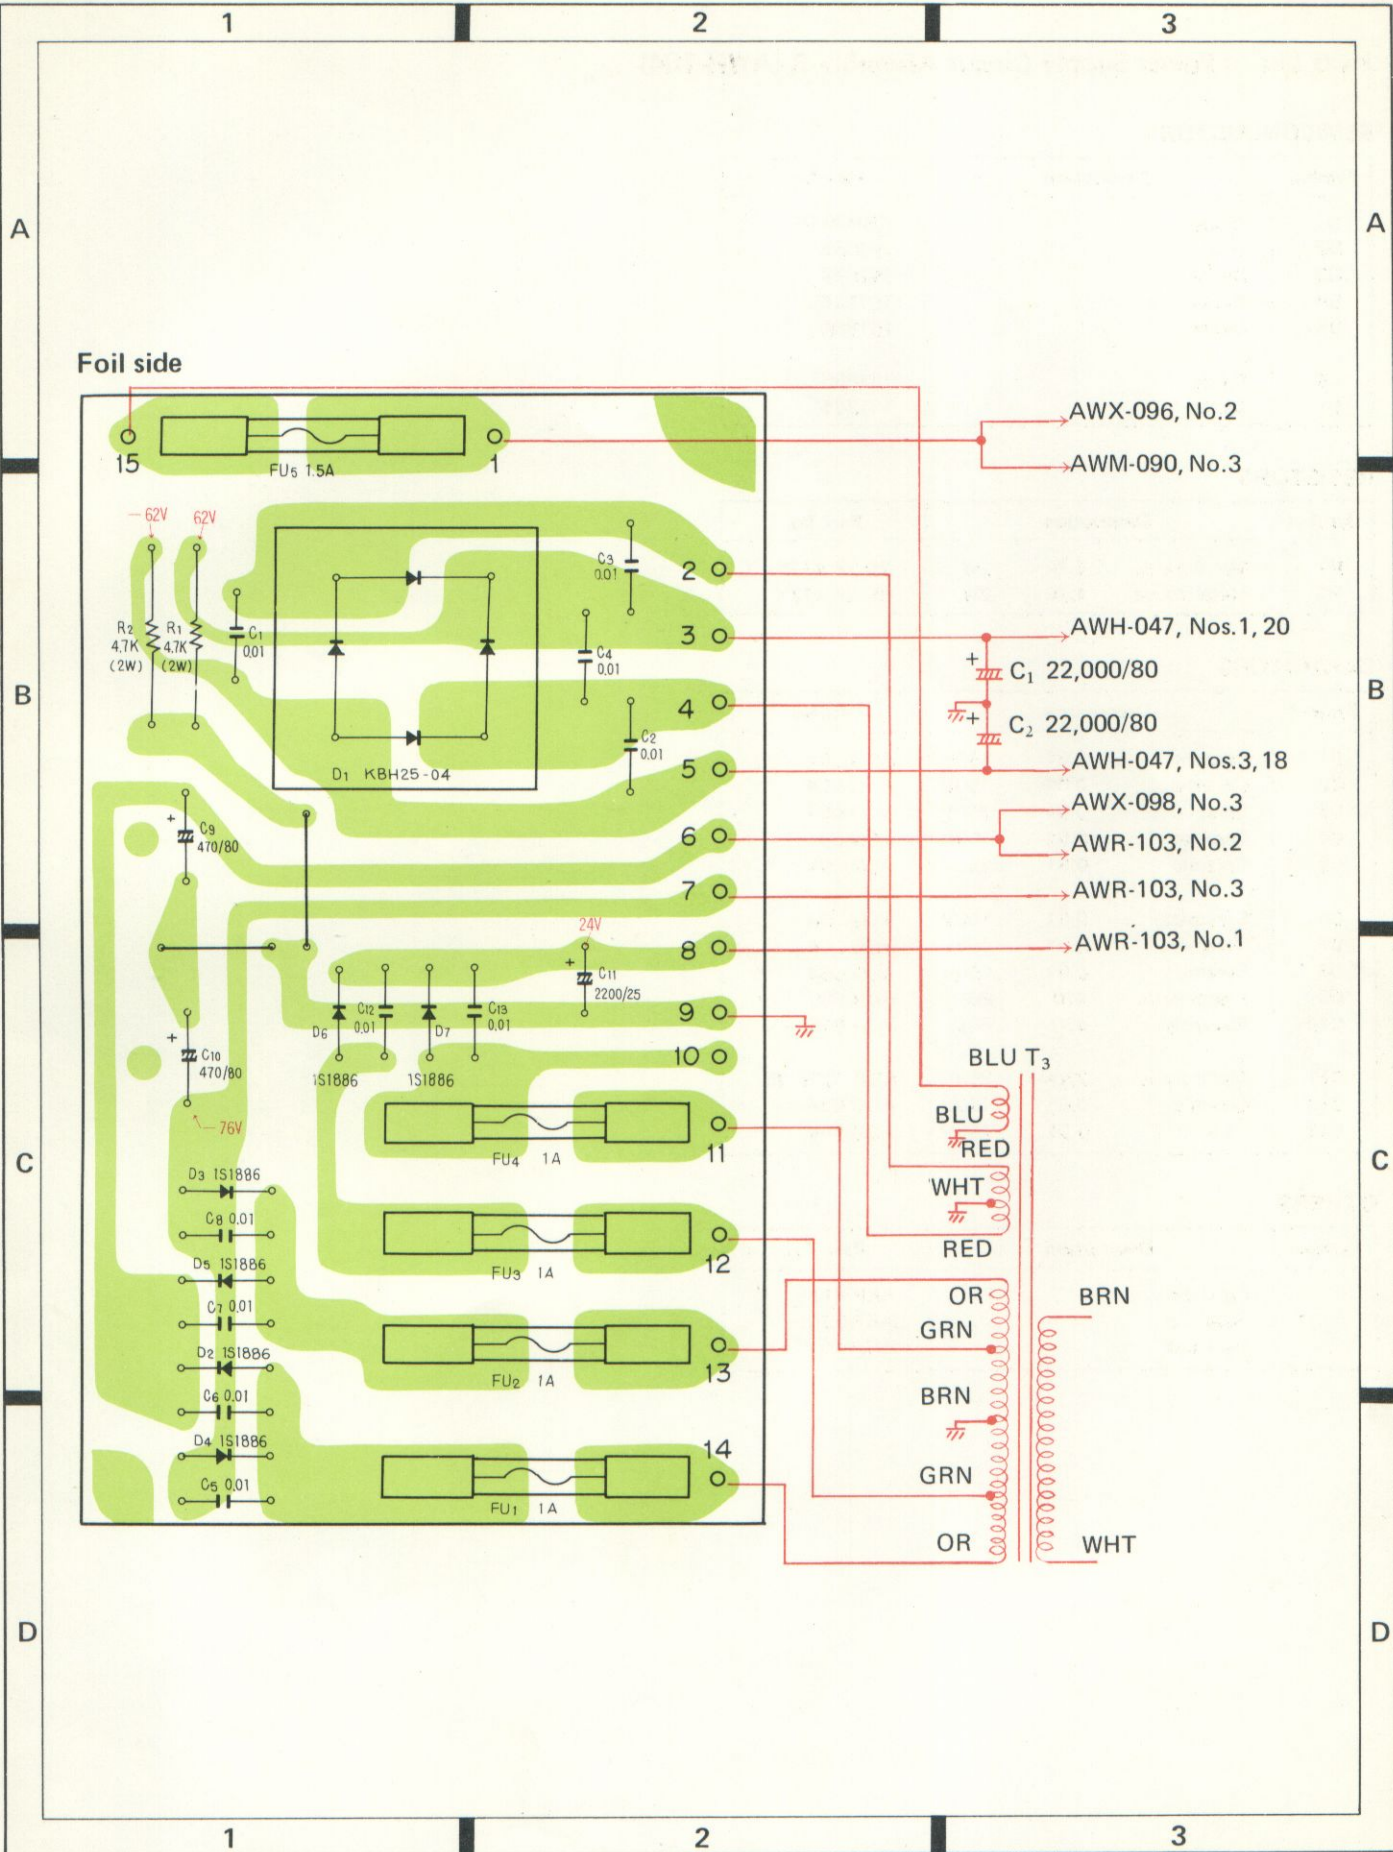 1 2 3
A A
Foil side
15
FU5 1.5A
1
AWX-096, No.2
AWM-090, No.3
—62V 62V
C3
0.01
2
R2
4.7K
(2W)
R1
4.7K
(2W)
C1
0.01
3
AWH-047, Nos.1, 20
C4
0.01
+
C1 22,000/80
B B
4
+
C2 22,000/80
C2
0.01
D1 KBH25-04
5
AWH-047, Nos.3, 18
AWX-098, No.3
+
C9
470/80
6
AWR-103, No.2
7
AWR-103, No.3
24V
8
AWR-103, No.1
+
C11
2200/25
D6
C12
0.01
D7
C13
0.01
9
1S1886
1S1886
10
+
C10
470/80
—76V
BLU T3
BLU
FU4 1A
11
RED
C C
D3 1S1886
WHT
C8 0.01
RED
D5 1S1886
FU3 1A
12
OR
BRN
C7 0.01
GRN
D2 1S1886
FU2 1A
13
C6 0.01
BRN
D4 1S1886
14
C5 0.01
GRN
FU1 1A
OR
WHT
D D
1 2 3